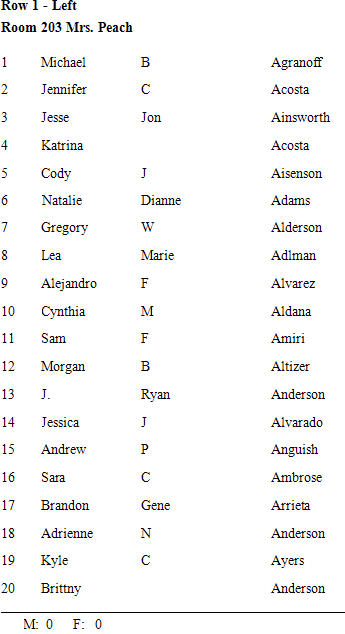 Row 1 - Left
Room 203 Mrs. Peach
1 Michael B Agranoff
2 Jennifer C Acosta
3 Jesse Jon Ainsworth
4 Katrina Acosta
5 Cody J Aisenson
6 Natalie Dianne Adams
7 Gregory W Alderson
8 Lea Marie Adlman
9 Alejandro F Alvarez
10 Cynthia M Aldana
11 Sam F Amiri
12 Morgan B Altizer
13 J. Ryan Anderson
14 Jessica J Alvarado
15 Andrew P Anguish
16 Sara C Ambrose
17 Brandon Gene Arrieta
18 Adrienne N Anderson
19 Kyle C Ayers
20 Brittny Anderson
M: 0 F: 0